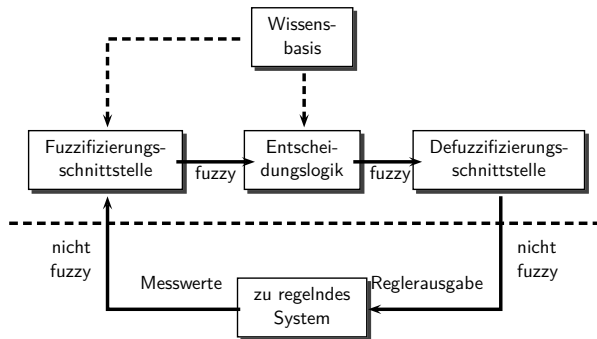 Wissens-
basis
Fuzzifizierungs-
schnittstelle
fuzzy
Entschei-
dungslogik
fuzzy
Defuzzifizierungs-
schnittstelle
nicht
fuzzy
Messwerte
zu regelndes
System
Reglerausgabe
nicht
fuzzy